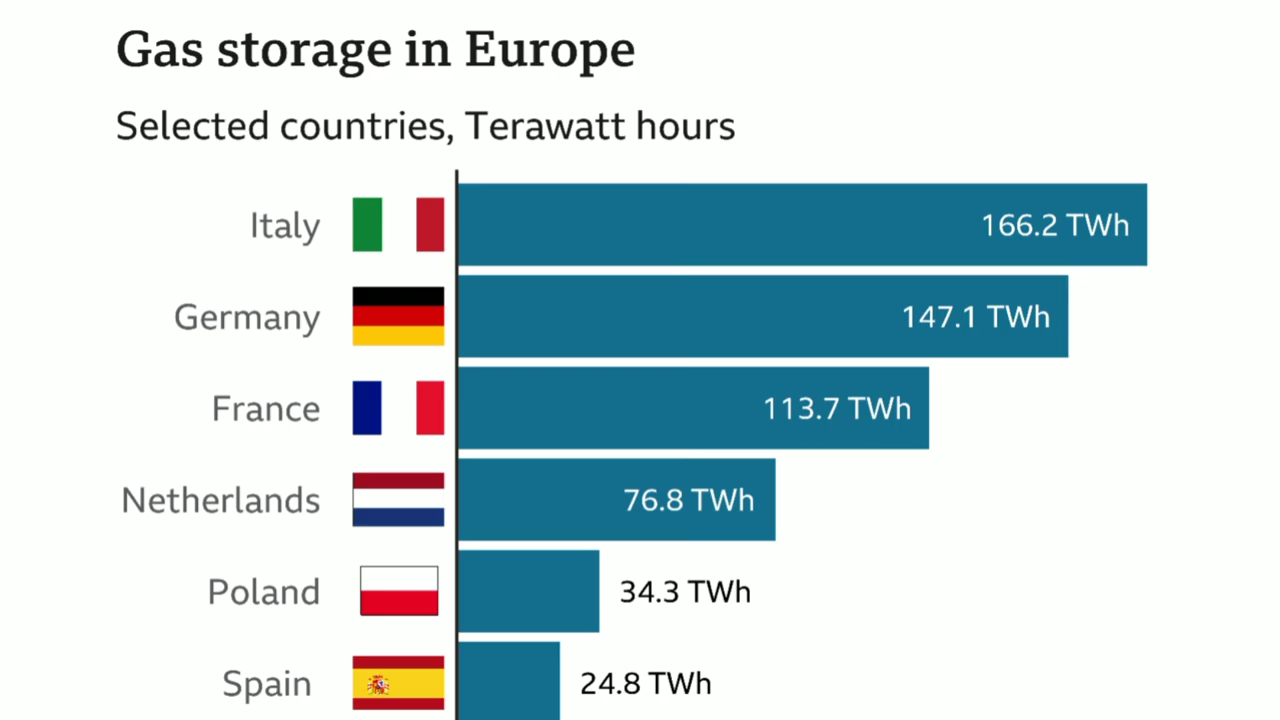 Gas storage in Europe
Selected countries, Terawatt hours
Italy 166.2 TWh
Germany 147.1 TWh
France 113.7 TWh
Netherlands 76.8 TWh
Poland 34.3 TWh
Spain 24.8 TWh